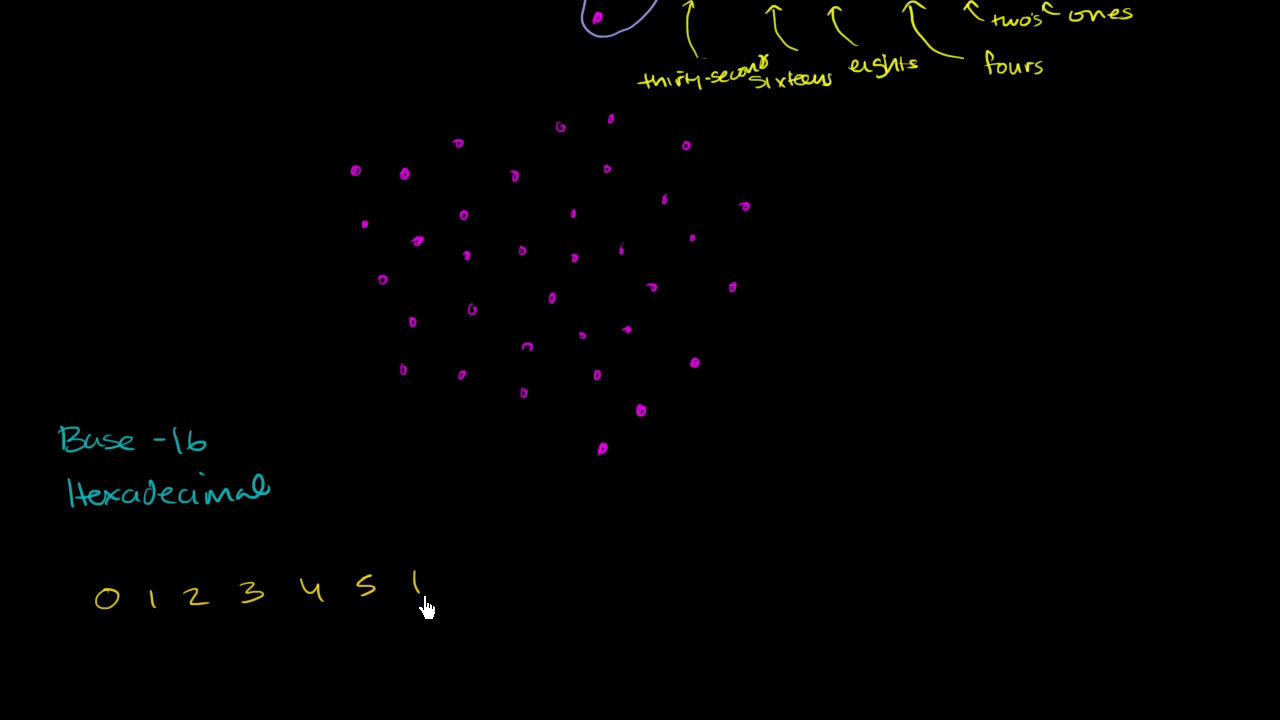 two's ones
thirty-second sixteens eights fours
Base -16
Hexadecimal
0 1 2 3 4 5